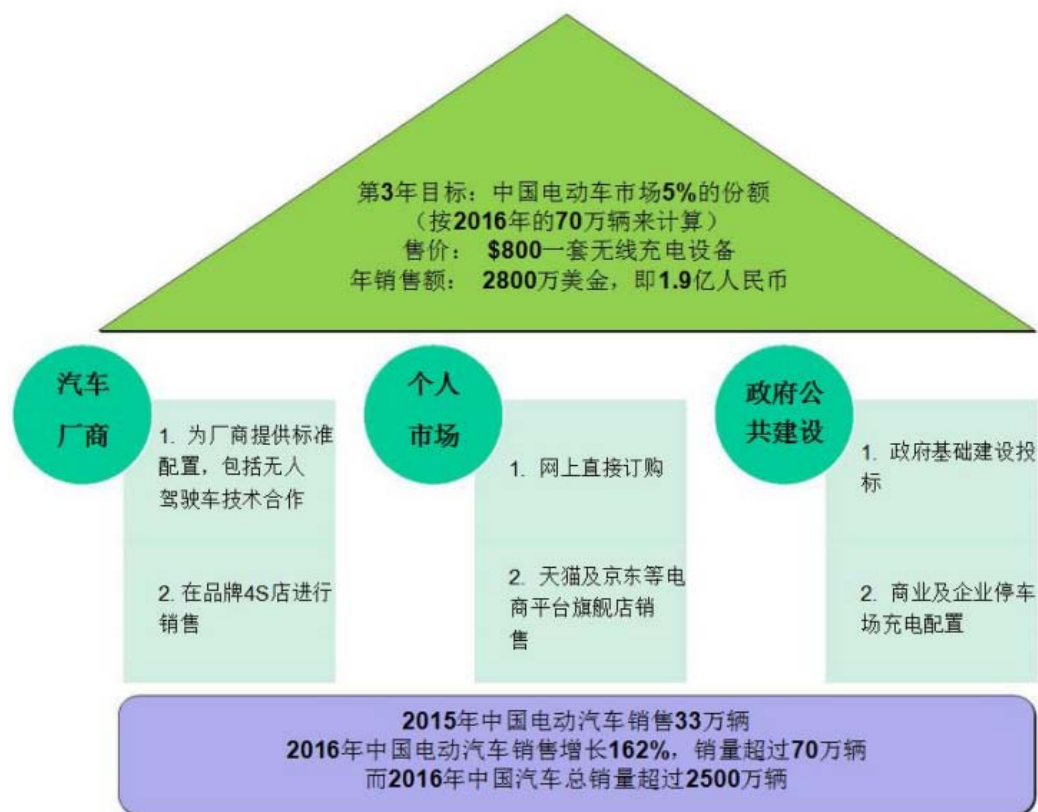 第3年目标：中国电动车市场5%的份额
（按2016年的70万辆来计算）
售价： $800一套无线充电设备
年销售额： 2800万美金，即1.9亿人民币
汽车
厂商
1. 为厂商提供标准
配置，包括无人
驾驶车技术合作
2. 在品牌4S店进行
销售
个人
市场
1. 网上直接订购
2. 天猫及京东等电
商平台旗舰店销
售
政府公
共建设
1. 政府基础建设投
标
2. 商业及企业停车
场充电配置
2015年中国电动汽车销售33万辆
2016年中国电动汽车销售增长162%，销量超过70万辆
而2016年中国汽车总销量超过2500万辆